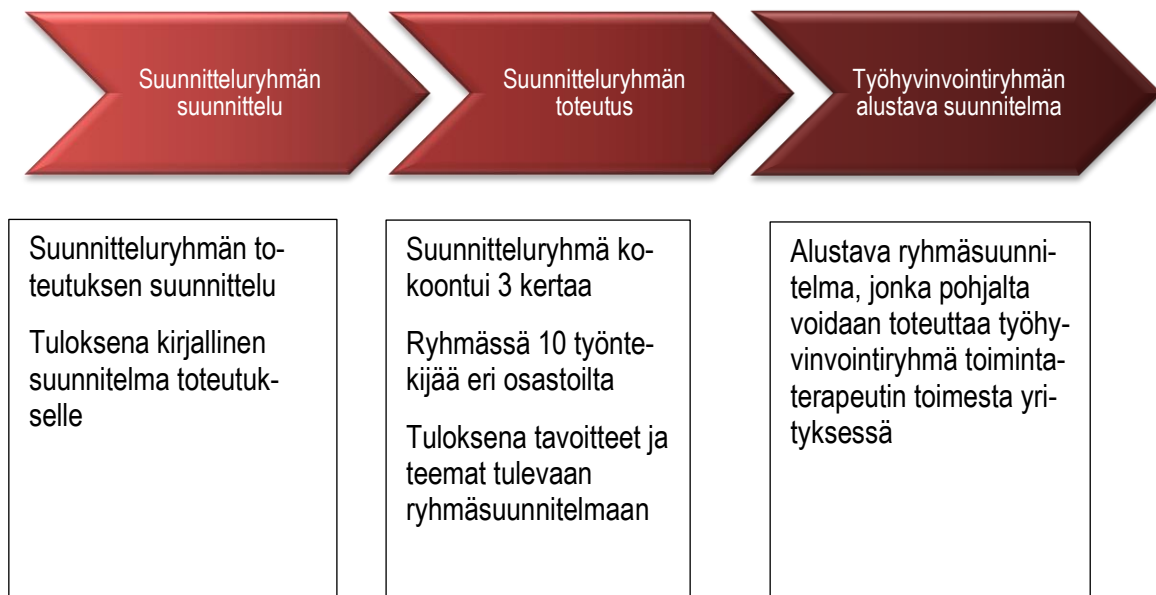 Suunnitteluryhmän
suunnittelu
Suunnitteluryhmän
toteutus
Työhyvinvointiryhmän
alustava suunnitelma
Suunnitteluryhmän to-
teutuksen suunnittelu
Tuloksena kirjallinen
suunnitelma toteutuk-
selle
Suunnitteluryhmä ko-
koontui 3 kertaa
Ryhmässä 10 työnte-
kijää eri osastoilta
Tuloksena tavoitteet ja
teemat tulevaan
ryhmäsuunnitelmaan
Alustava ryhmäsuunni-
telma, jonka pohjalta
voidaan toteuttaa työhy-
vinvointiryhmä toiminta-
terapeutin toimesta yri-
tyksessä